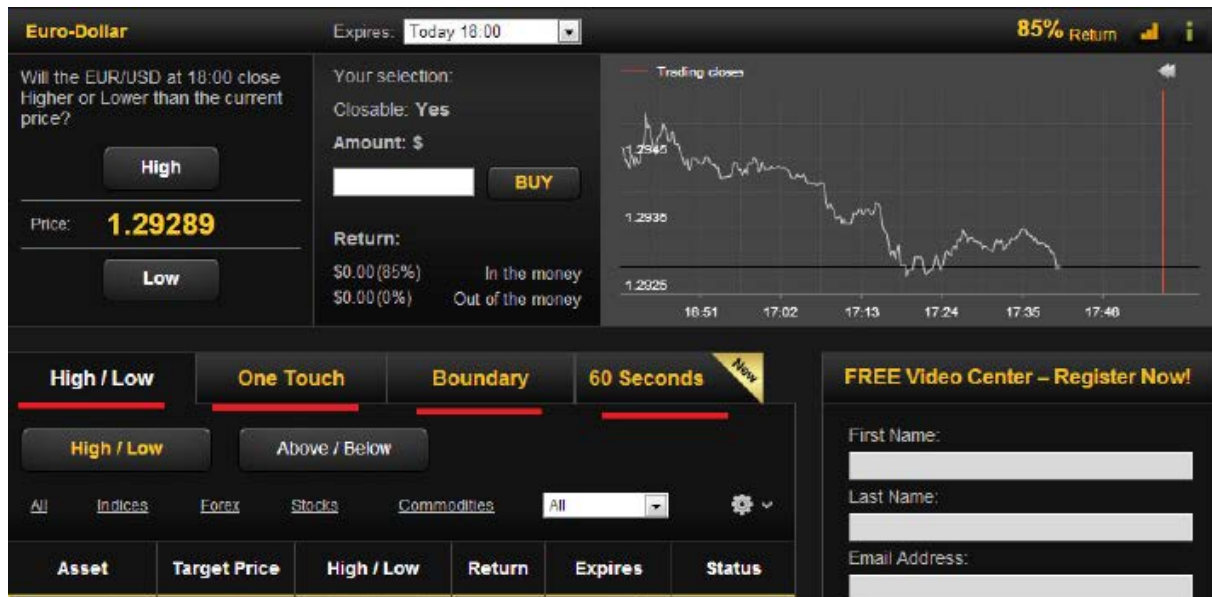 Euro-Dollar
Expires: Today 18:00
85% Return
Will the EUR/USD at 18:00 close
Higher or Lower than the current
price?
High
Price: 1.29289
Low
Your selection:
Closable: Yes
Amount: $
BUY
Return:
$0.00(85%) In the money
$0.00(0%) Out of the money
Trading closes
1.2945
1.2935
1.2925
16:51 17:02 17:13 17:24 17:35 17:46
High / Low One Touch Boundary 60 Seconds New
High / Low Above / Below
All Indices Forex Stocks Commodities All
Asset Target Price High / Low Return Expires Status
FREE Video Center – Register Now!
First Name:
Last Name:
Email Address: